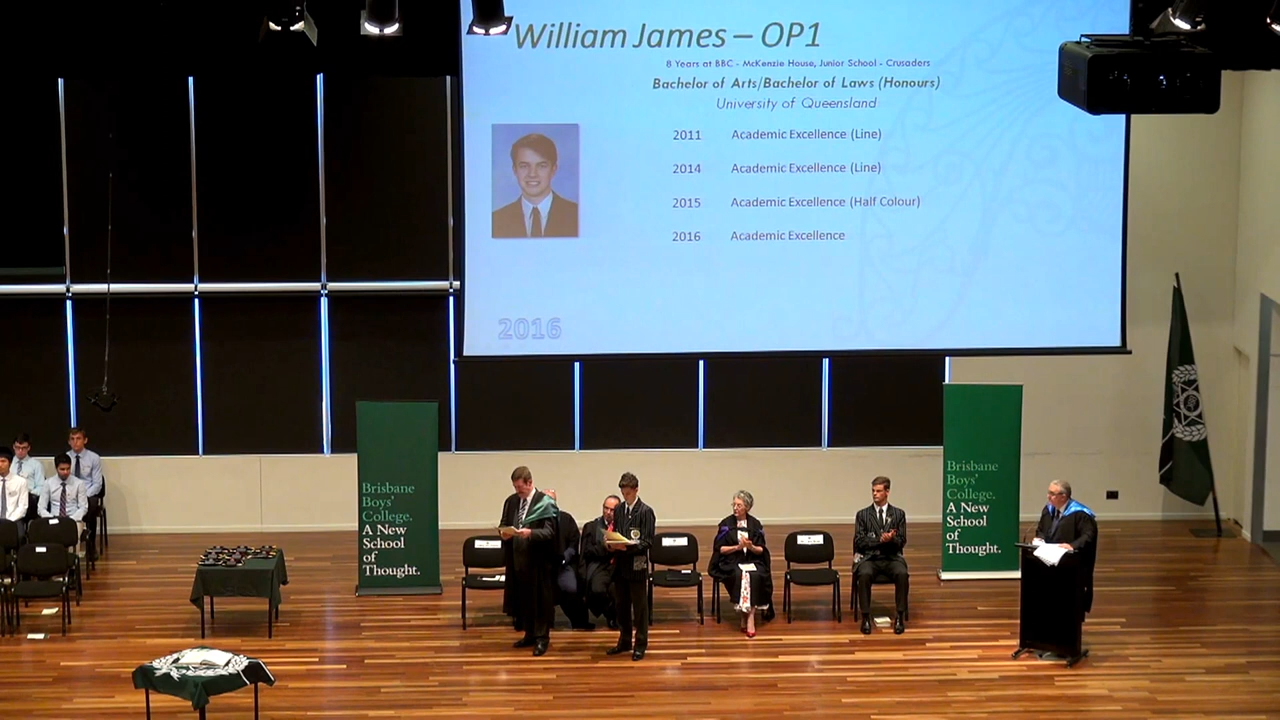 William James – OP1
8 Years at BBC - McKenzie House, Junior School - Crusaders
Bachelor of Arts/Bachelor of Laws (Honours)
University of Queensland
2011 Academic Excellence (Line)
2014 Academic Excellence (Line)
2015 Academic Excellence (Half Colour)
2016 Academic Excellence
2016
Brisbane
Boys'
College.
A New
School
of
Thought.
Brisbane
Boys'
College.
A New
School
of
Thought.